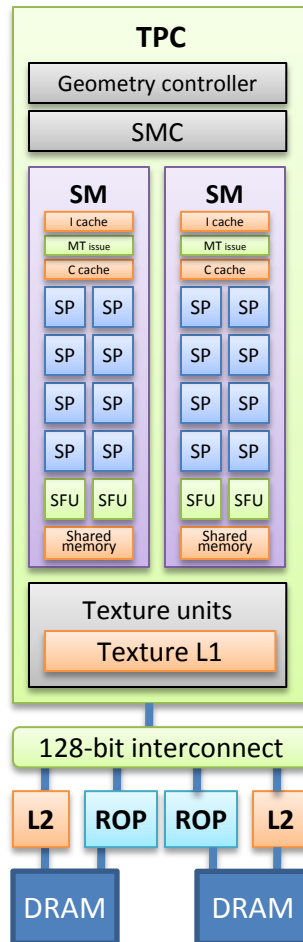 TPC
Geometry controller
SMC
SM
I cache
MT issue
C cache
SP SP
SP SP
SP SP
SP SP
SFU SFU
Shared
memory
SM
I cache
MT issue
C cache
SP SP
SP SP
SP SP
SP SP
SFU SFU
Shared
memory
Texture units
Texture L1
128-bit interconnect
L2 ROP ROP L2
DRAM DRAM